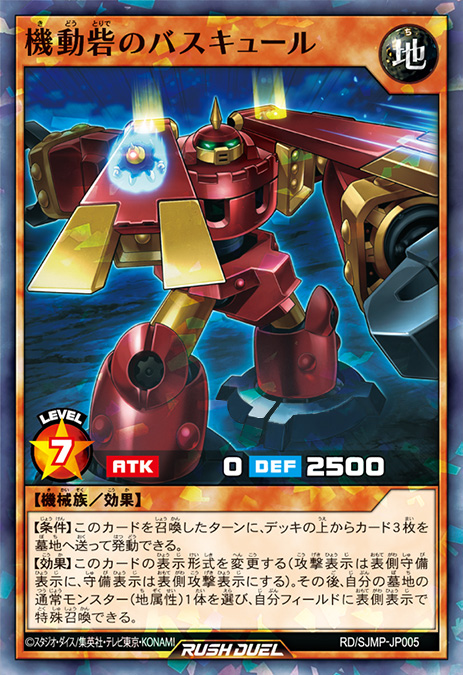 機動砦のバスキュール
地
LEVEL
7
ATK 0 DEF 2500
【機械族／効果】
【条件】このカードを召喚したターンに、デッキの上からカード3枚を
墓地へ送って発動できる。
【効果】このカードの表示形式を変更する(攻撃表示は表側守備
表示に、守備表示は表側攻撃表示にする)。その後、自分の墓地の
通常モンスター(地属性)1体を選び、自分フィールドに表側表示で
特殊召喚できる。
©スタジオ・ダイス/集英社・テレビ東京・KONAMI
RUSH DUEL
RD/SJMP-JP005